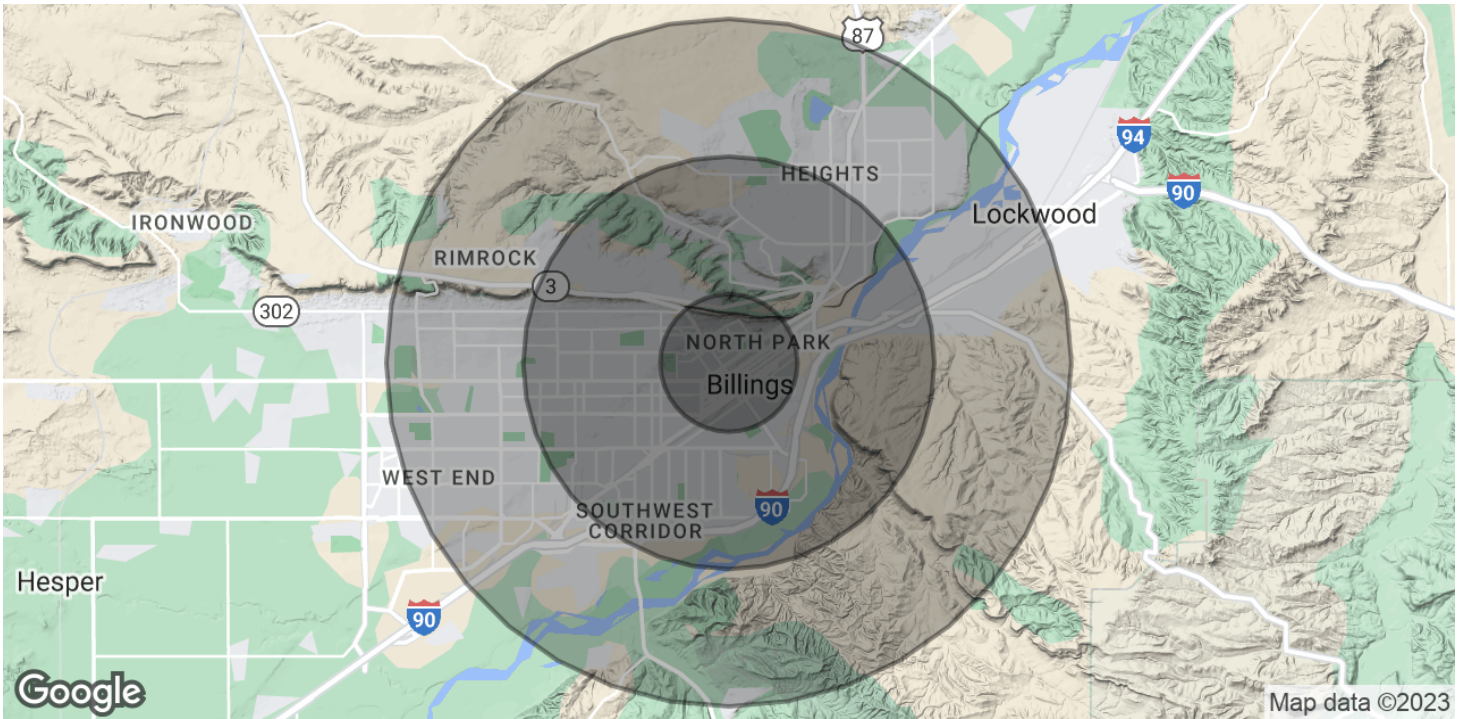 87
94
90
HEIGHTS
Lockwood
IRONWOOD
RIMROCK
3
302
NORTH PARK
Billings
WEST END
SOUTHWEST
CORRIDOR
90
Hesper
90
Google
Map data ©2023